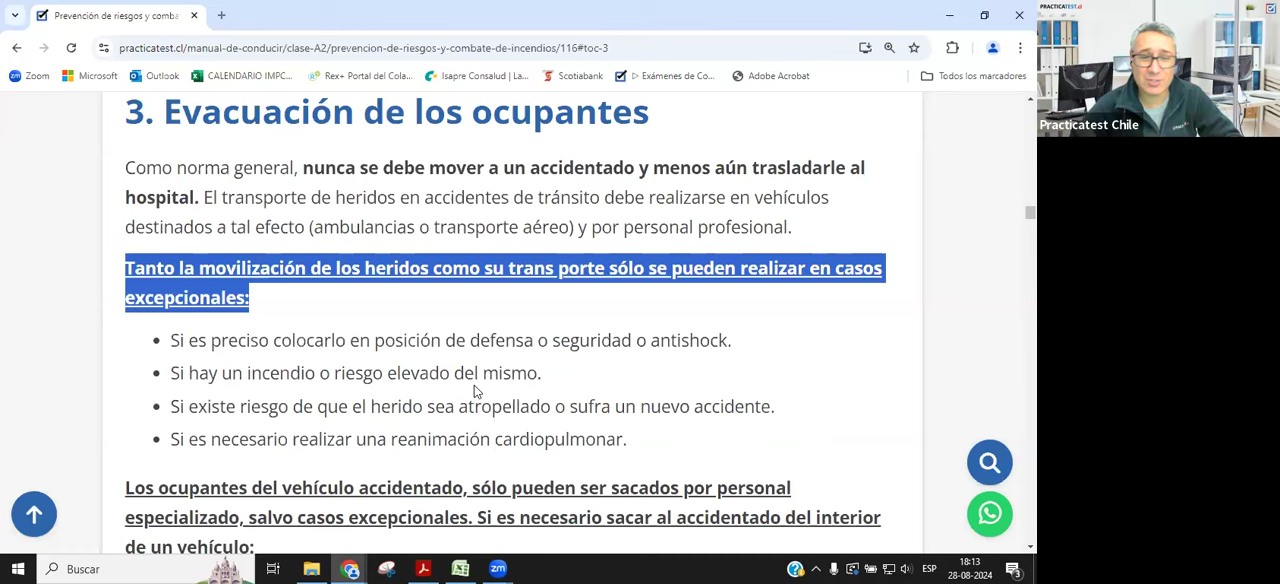 Prevención de riesgos y comba
practicatest.cl/manual-de-conducir/clase-A2/prevencion-de-riesgos-y-combate-de-incendios/116#toc-3
Zoom
Microsoft
Outlook
CALENDARIO IMPC...
Rex+ Portal del Cola...
Isapre Consalud | La...
Scotiabank
▷ Exámenes de Co...
Adobe Acrobat
Todos los marcadores
PRACTICATEST.cl
Practicatest Chile
3. Evacuación de los ocupantes
Como norma general, nunca se debe mover a un accidentado y menos aún trasladarle al
hospital. El transporte de heridos en accidentes de tránsito debe realizarse en vehículos
destinados a tal efecto (ambulancias o transporte aéreo) y por personal profesional.
Tanto la movilización de los heridos como su trans porte sólo se pueden realizar en casos
excepcionales:
• Si es preciso colocarlo en posición de defensa o seguridad o antishock.
• Si hay un incendio o riesgo elevado del mismo.
• Si existe riesgo de que el herido sea atropellado o sufra un nuevo accidente.
• Si es necesario realizar una reanimación cardiopulmonar.
Los ocupantes del vehículo accidentado, sólo pueden ser sacados por personal
especializado, salvo casos excepcionales. Si es necesario sacar al accidentado del interior
de un vehículo:
Buscar
ESP
18:13
28-08-2024
3